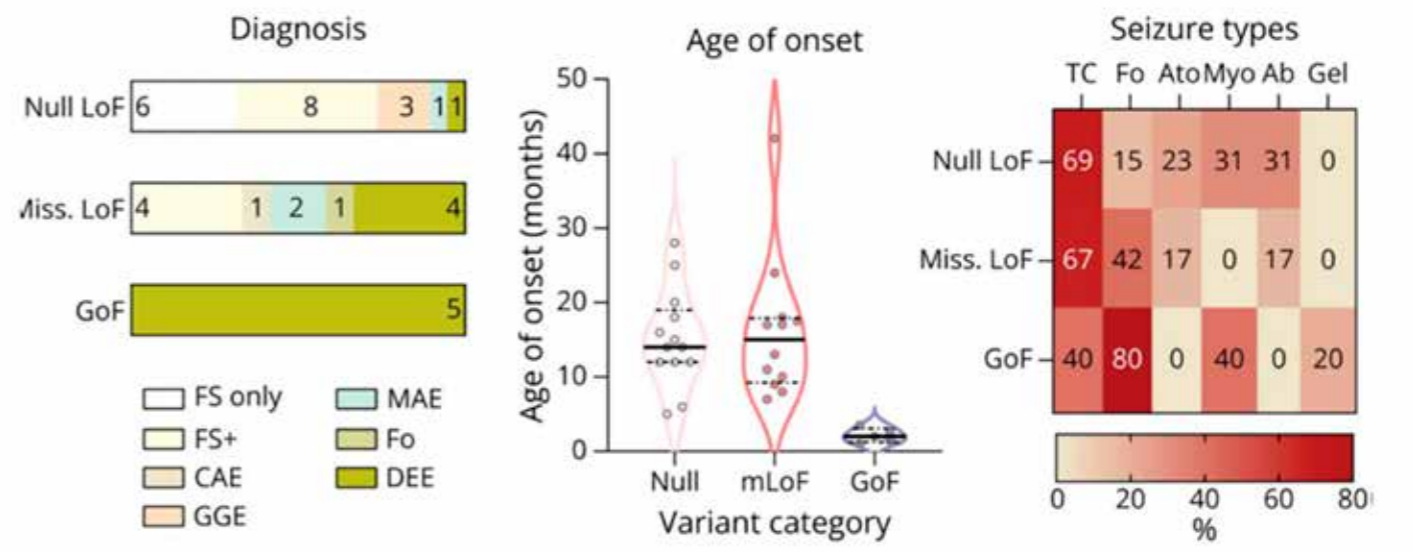 Diagnosis
Null LoF 6 8 3 1 1
Miss. LoF 4 1 2 1 4
GoF 5
FS only MAE
FS+ Fo
CAE DEE
GGE
Age of onset
Age of onset (months)
50
40
30
20
10
0
Null mLoF GoF
Variant category
Seizure types
TC Fo Ato Myo Ab Gel
Null LoF 69 15 23 31 31 0
Miss. LoF 67 42 17 0 17 0
GoF 40 80 0 40 0 20
0 20 40 60 80
%